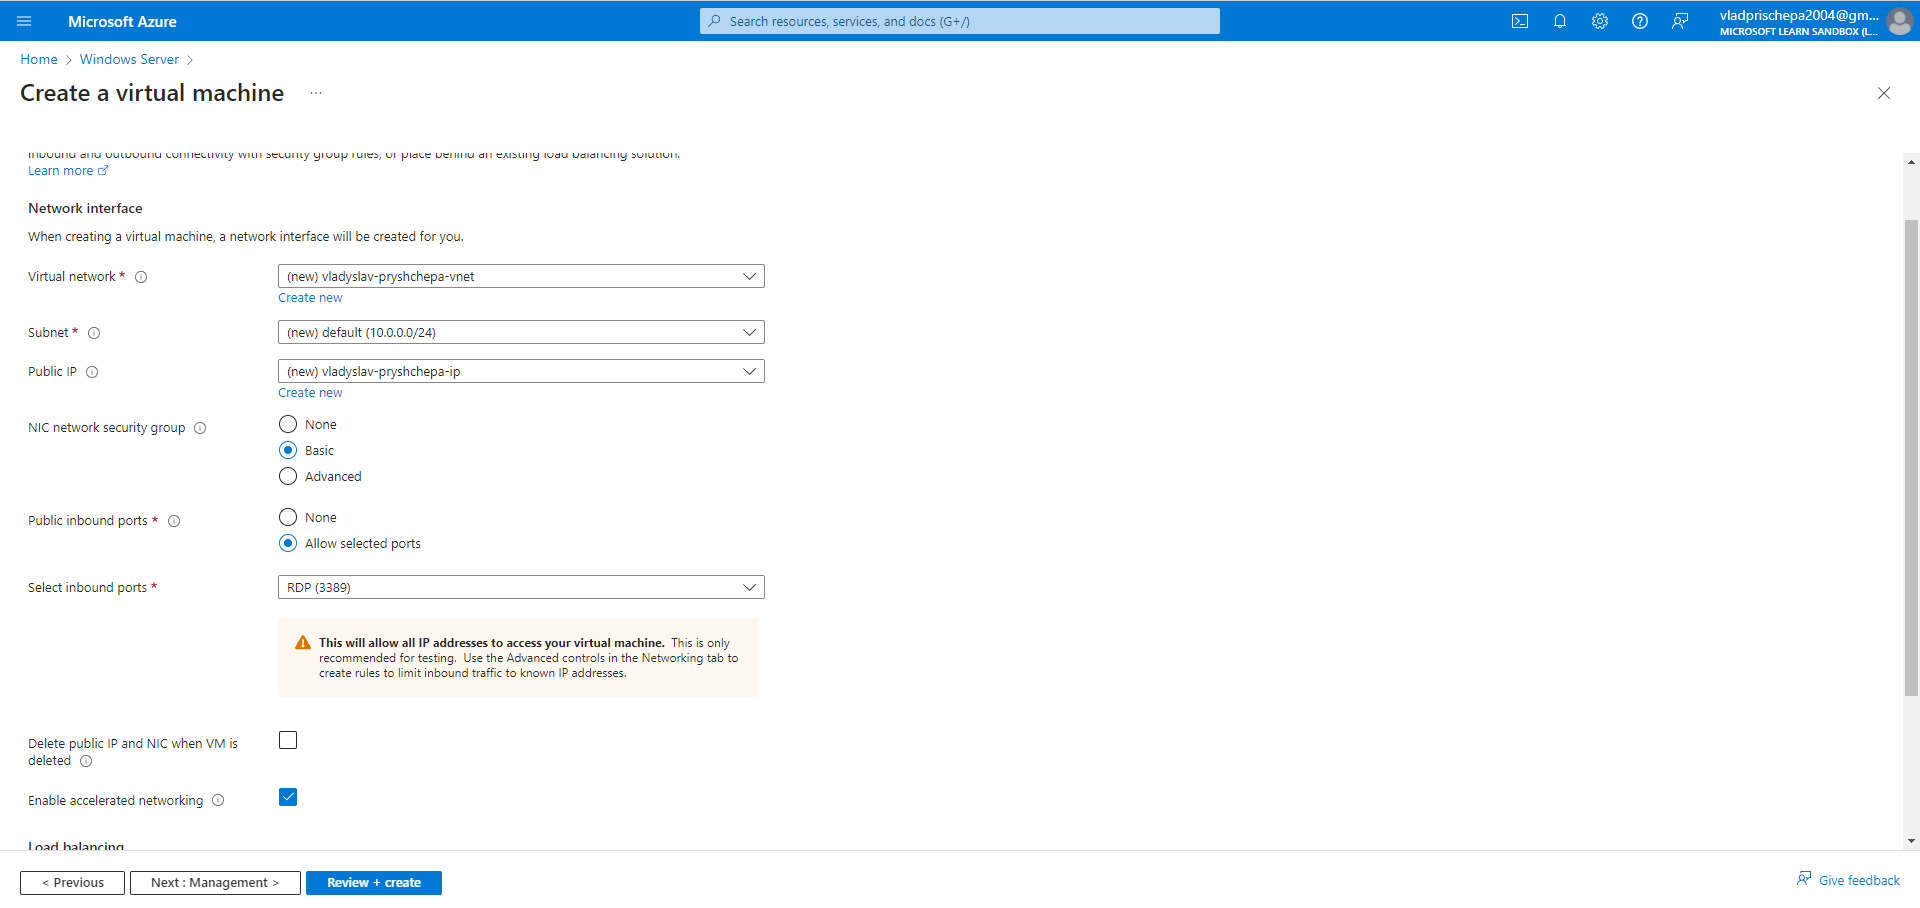 Microsoft Azure
Search resources, services, and docs (G+/)
vladprischepa2004@gm...
MICROSOFT LEARN SANDBOX (L...
Home > Windows Server >
Create a virtual machine ...
inbound and outbound connectivity with security group rules, or place behind an existing load balancing solution.
Learn more
Network interface
When creating a virtual machine, a network interface will be created for you.
Virtual network *
(new) vladyslav-pryshchepa-vnet
Create new
Subnet *
(new) default (10.0.0.0/24)
Public IP
(new) vladyslav-pryshchepa-ip
Create new
NIC network security group
None
Basic
Advanced
Public inbound ports *
None
Allow selected ports
Select inbound ports *
RDP (3389)
This will allow all IP addresses to access your virtual machine. This is only
recommended for testing. Use the Advanced controls in the Networking tab to
create rules to limit inbound traffic to known IP addresses.
Delete public IP and NIC when VM is
deleted
Enable accelerated networking
Load balancing
< Previous
Next : Management >
Review + create
Give feedback